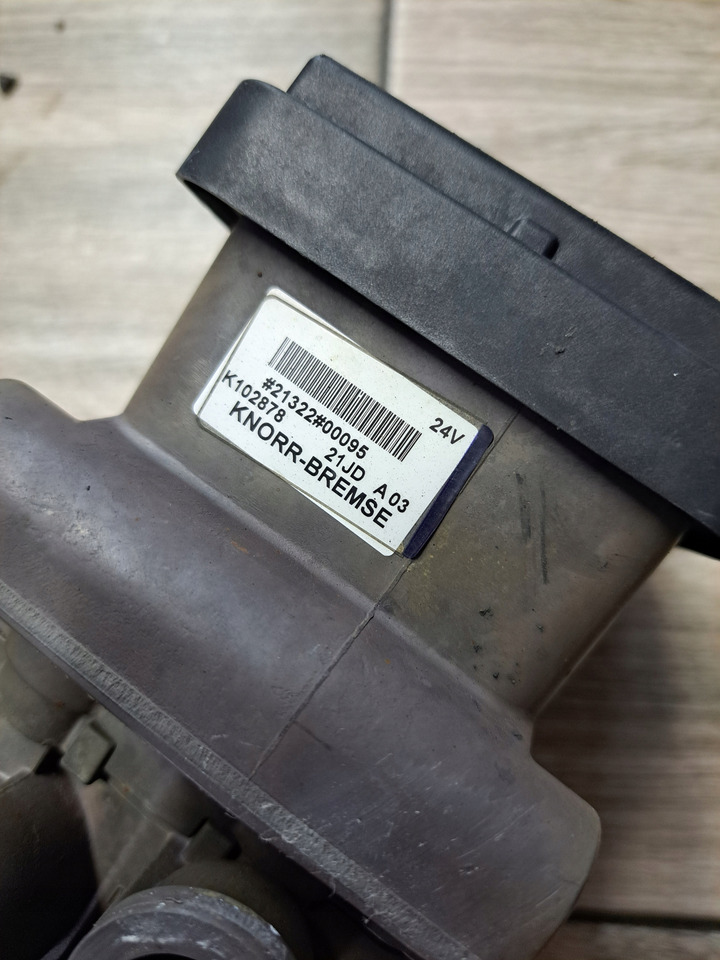 24V
#21322#00095
K102878 21JD A 03
KNORR-BREMSE